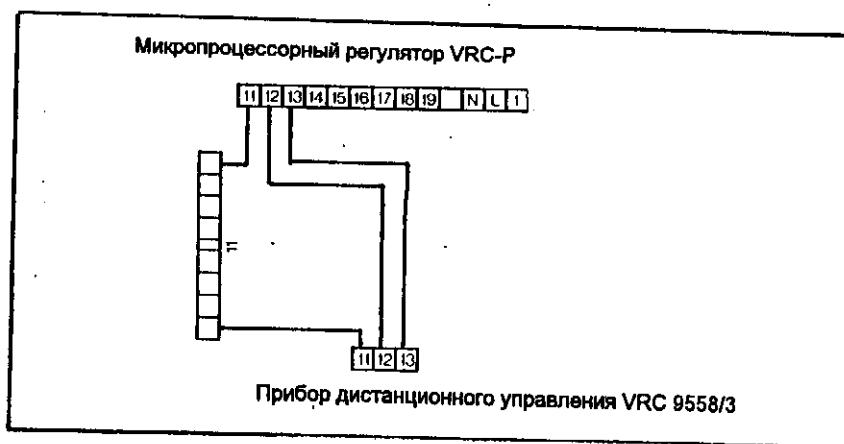 Микропроцессорный регулятор VRC-P
11 12 13 14 15 16 17 18 19 N L 1
11
11 12 13
Прибор дистанционного управления VRC 9558/3